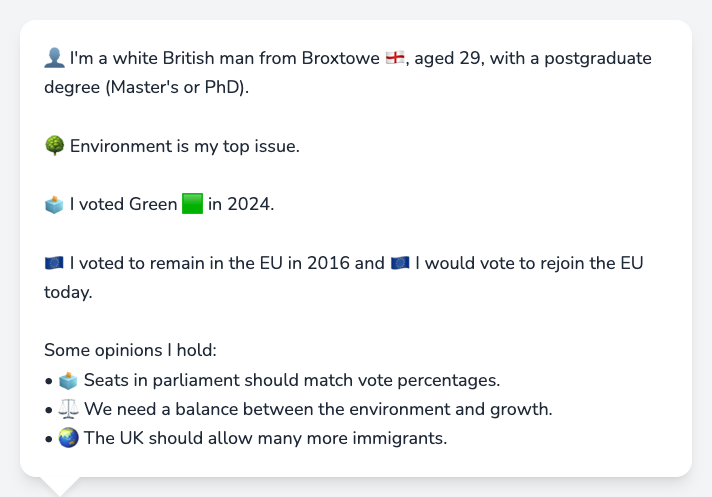 👤 I'm a white British man from Broxtowe 🏴󠁧󠁢󠁥󠁮󠁧󠁿, aged 29, with a postgraduate
degree (Master's or PhD).
🌳 Environment is my top issue.
🗳️ I voted Green 🟩 in 2024.
🇪🇺 I voted to remain in the EU in 2016 and 🇪🇺 I would vote to rejoin the EU
today.
Some opinions I hold:
• 🗳️ Seats in parliament should match vote percentages.
• ⚖️ We need a balance between the environment and growth.
• 🌏 The UK should allow many more immigrants.